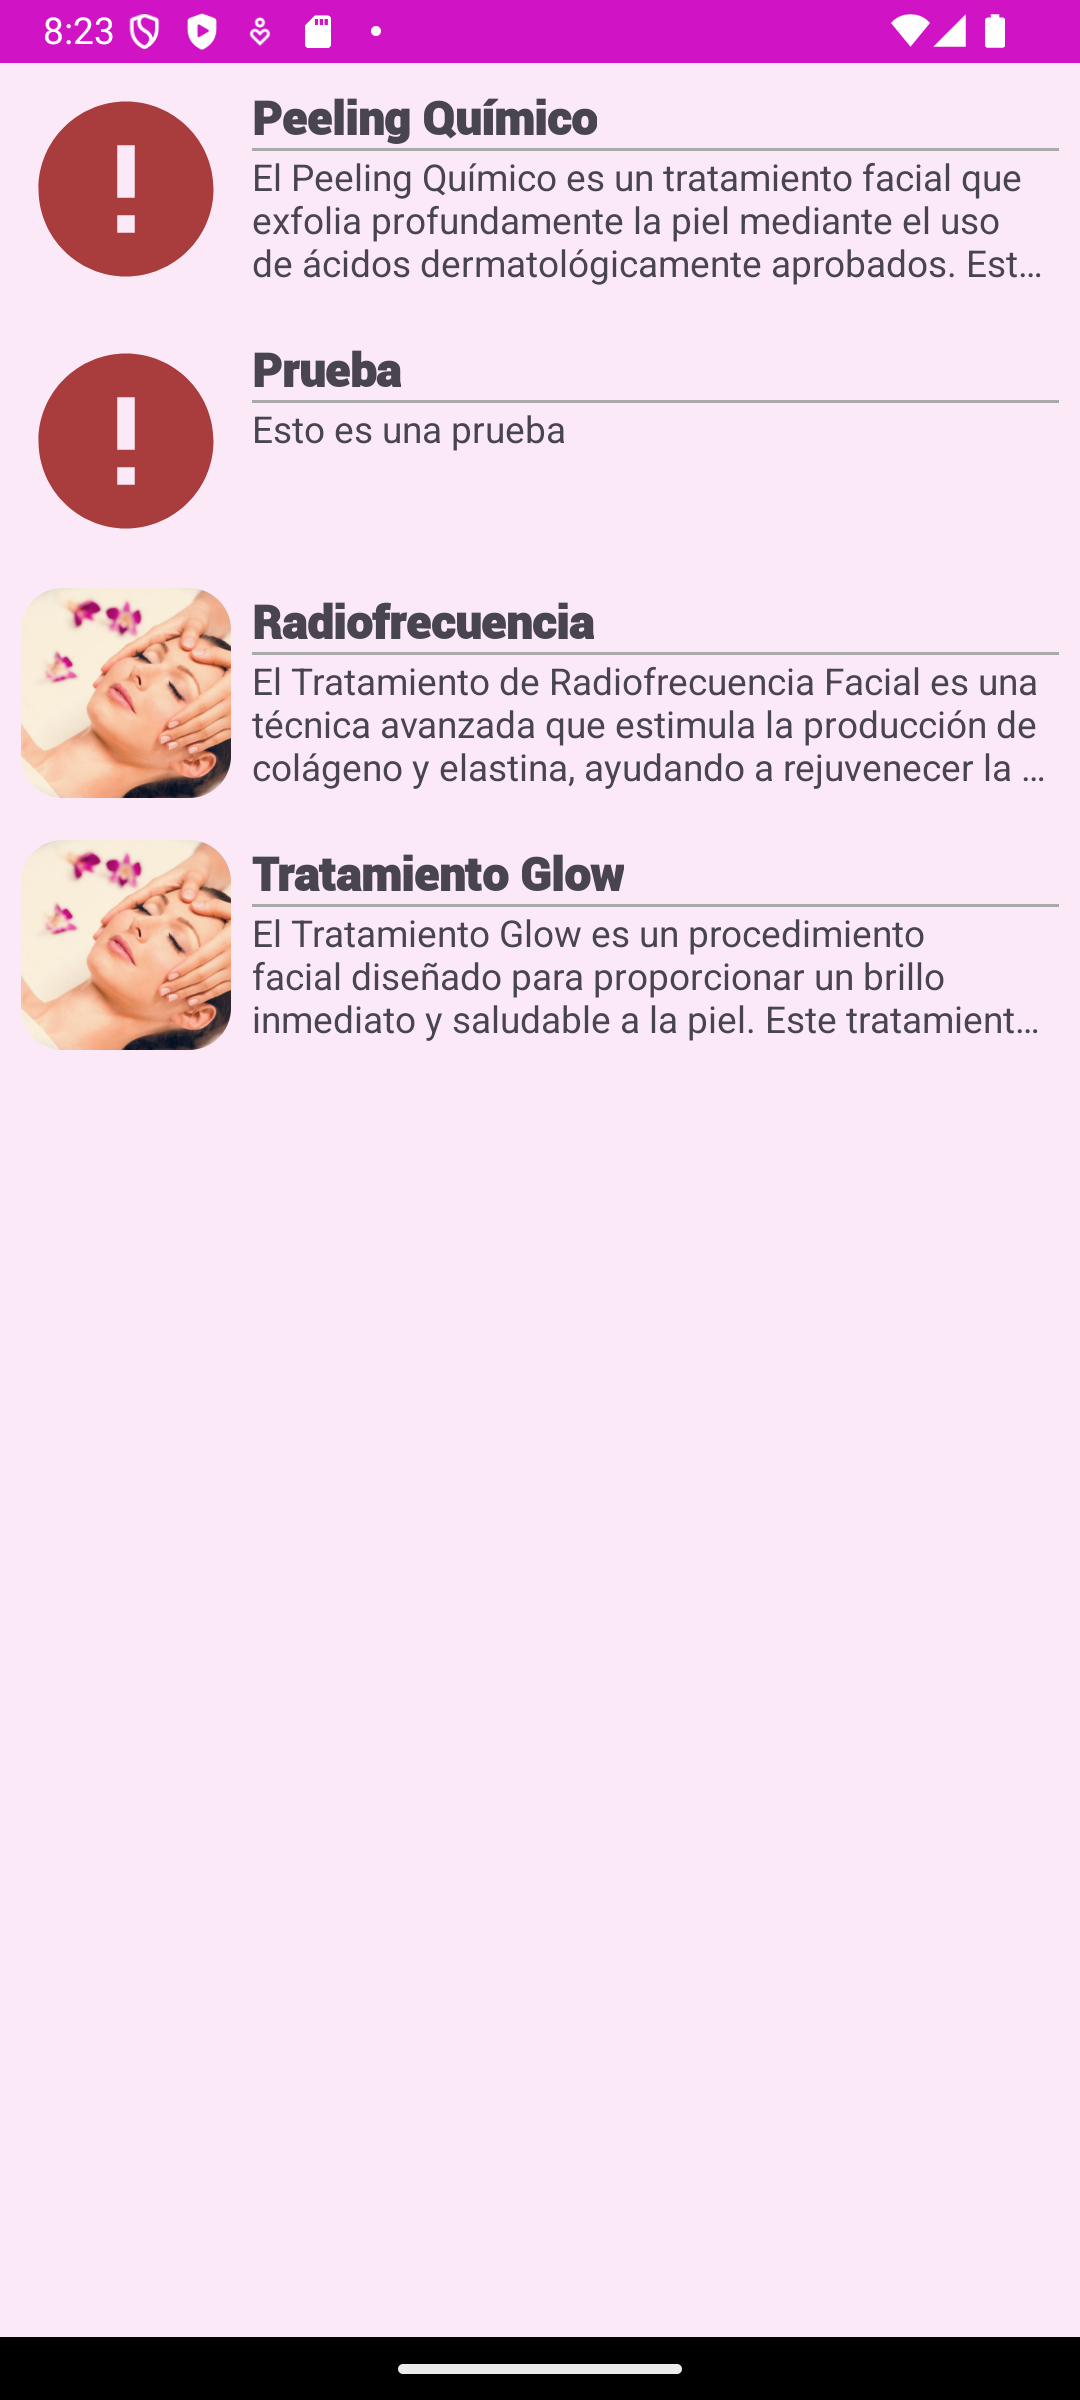 8:23
Peeling Químico
El Peeling Químico es un tratamiento facial que
exfolia profundamente la piel mediante el uso
de ácidos dermatológicamente aprobados. Est…
Prueba
Esto es una prueba
Radiofrecuencia
El Tratamiento de Radiofrecuencia Facial es una
técnica avanzada que estimula la producción de
colágeno y elastina, ayudando a rejuvenecer la …
Tratamiento Glow
El Tratamiento Glow es un procedimiento
facial diseñado para proporcionar un brillo
inmediato y saludable a la piel. Este tratamient…